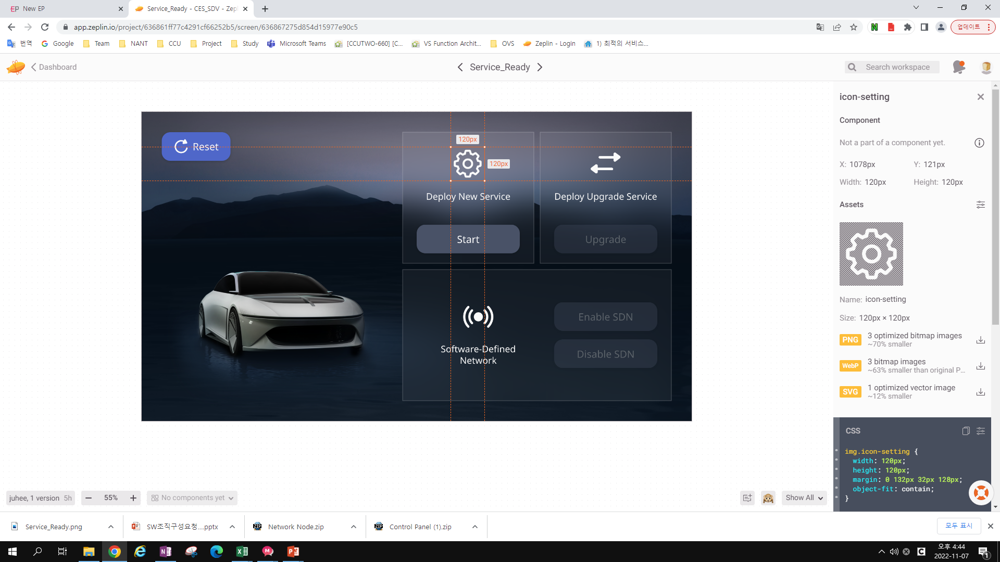 EP New EP
Service_Ready - CES_SDV - Zepl
app.zeplin.io/project/636861ff77c4291cf66252b5/screen/636867275d854d15977e90c5
업데이트
번역
Google
Team
NANT
CCU
Project
Study
Microsoft Teams
[CCUTWO-660] [C...
VS Function Archit...
OVS
Zeplin - Login
1) 최적의 서비스...
Dashboard
Service_Ready
Search workspace
Reset
120px
120px
Deploy New Service
Start
Deploy Upgrade Service
Upgrade
Software-Defined
Network
Enable SDN
Disable SDN
icon-setting
Component
Not a part of a component yet.
X: 1078px
Y: 121px
Width: 120px
Height: 120px
Assets
Name: icon-setting
Size: 120px × 120px
PNG
3 optimized bitmap images
~70% smaller
WebP
3 bitmap images
~63% smaller than original P...
SVG
1 optimized vector image
~12% smaller
CSS
img.icon-setting {
width: 120px;
height: 120px;
margin: 0 132px 32px 128px;
object-fit: contain;
}
juhee, 1 version 5h
55%
No components yet
Show All
Service_Ready.png
SW조직구성요청....pptx
ZIP
Network Node.zip
ZIP
Control Panel (1).zip
모두 표시
오후 4:44
2022-11-07
1